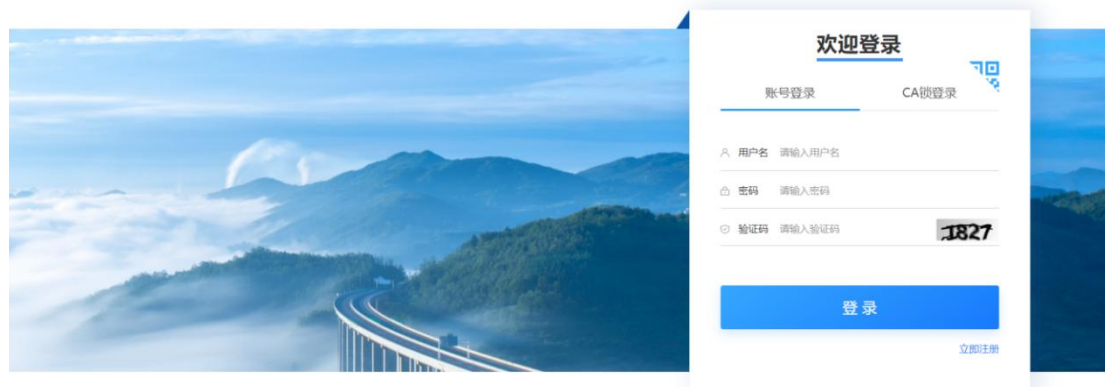 欢迎登录
账号登录 CA锁登录
用户名 请输入用户名
密码 请输入密码
验证码 请输入验证码 1827
登 录
立即注册